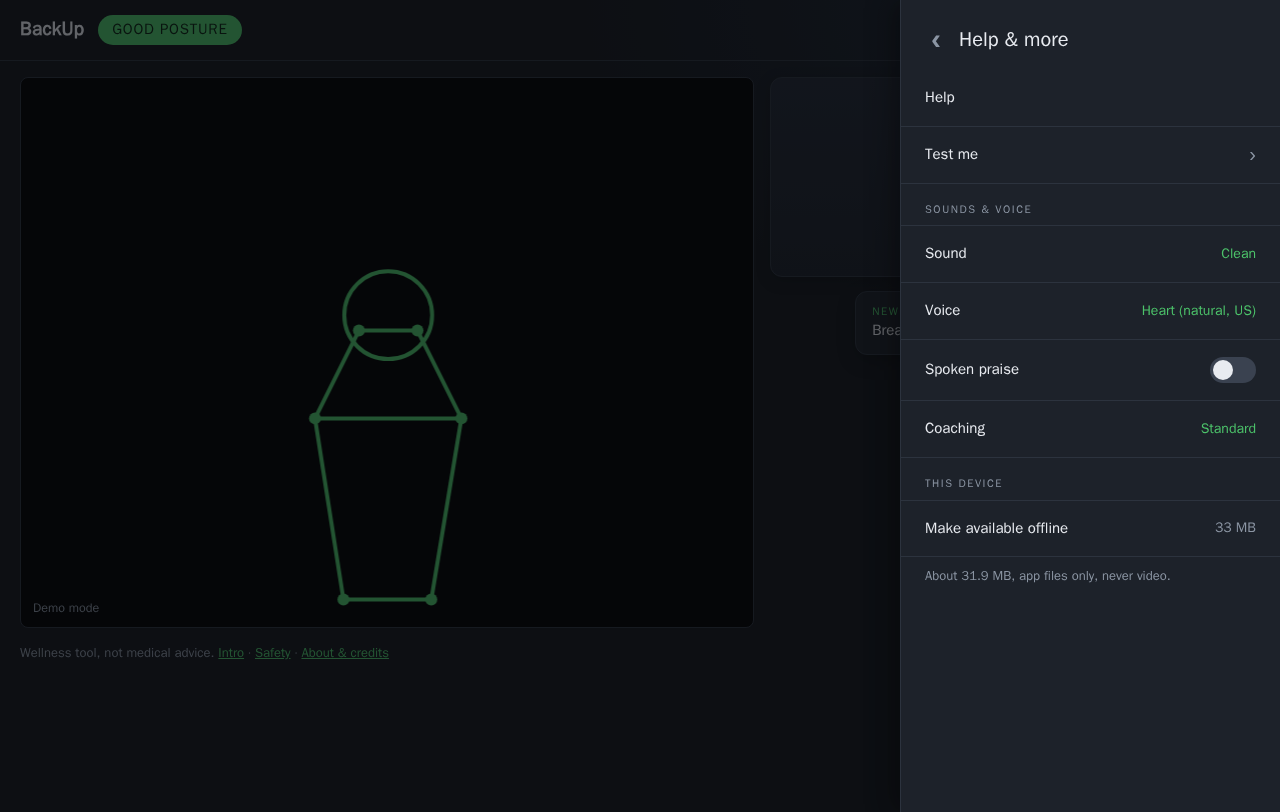 BackUp
GOOD POSTURE
Demo mode
Wellness tool, not medical advice. Intro · Safety · About & credits
NEW
‹ Help & more
Help
Test me ›
SOUNDS & VOICE
Sound Clean
Voice Heart (natural, US)
Spoken praise
Coaching Standard
THIS DEVICE
Make available offline 33 MB
About 31.9 MB, app files only, never video.